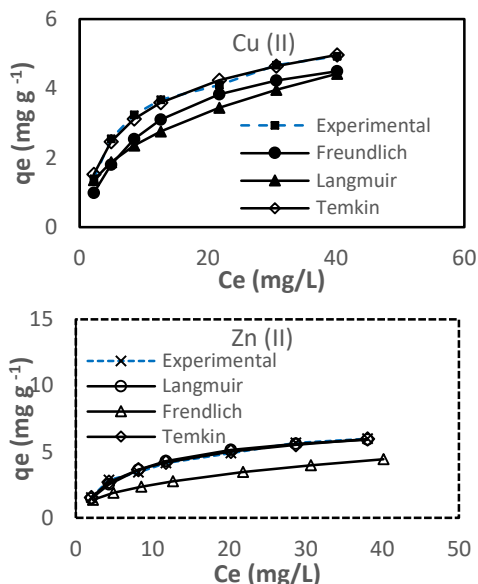 Cu (II)
6
4
2
0
qe (mg g -1)
Experimental
Freundlich
Langmuir
Temkin
0 20 40 60
Ce (mg/L)
Zn (II)
15
10
5
0
qe (mg g -1)
Experimental
Langmuir
Frendlich
Temkin
0 10 20 30 40 50
Ce (mg/L)